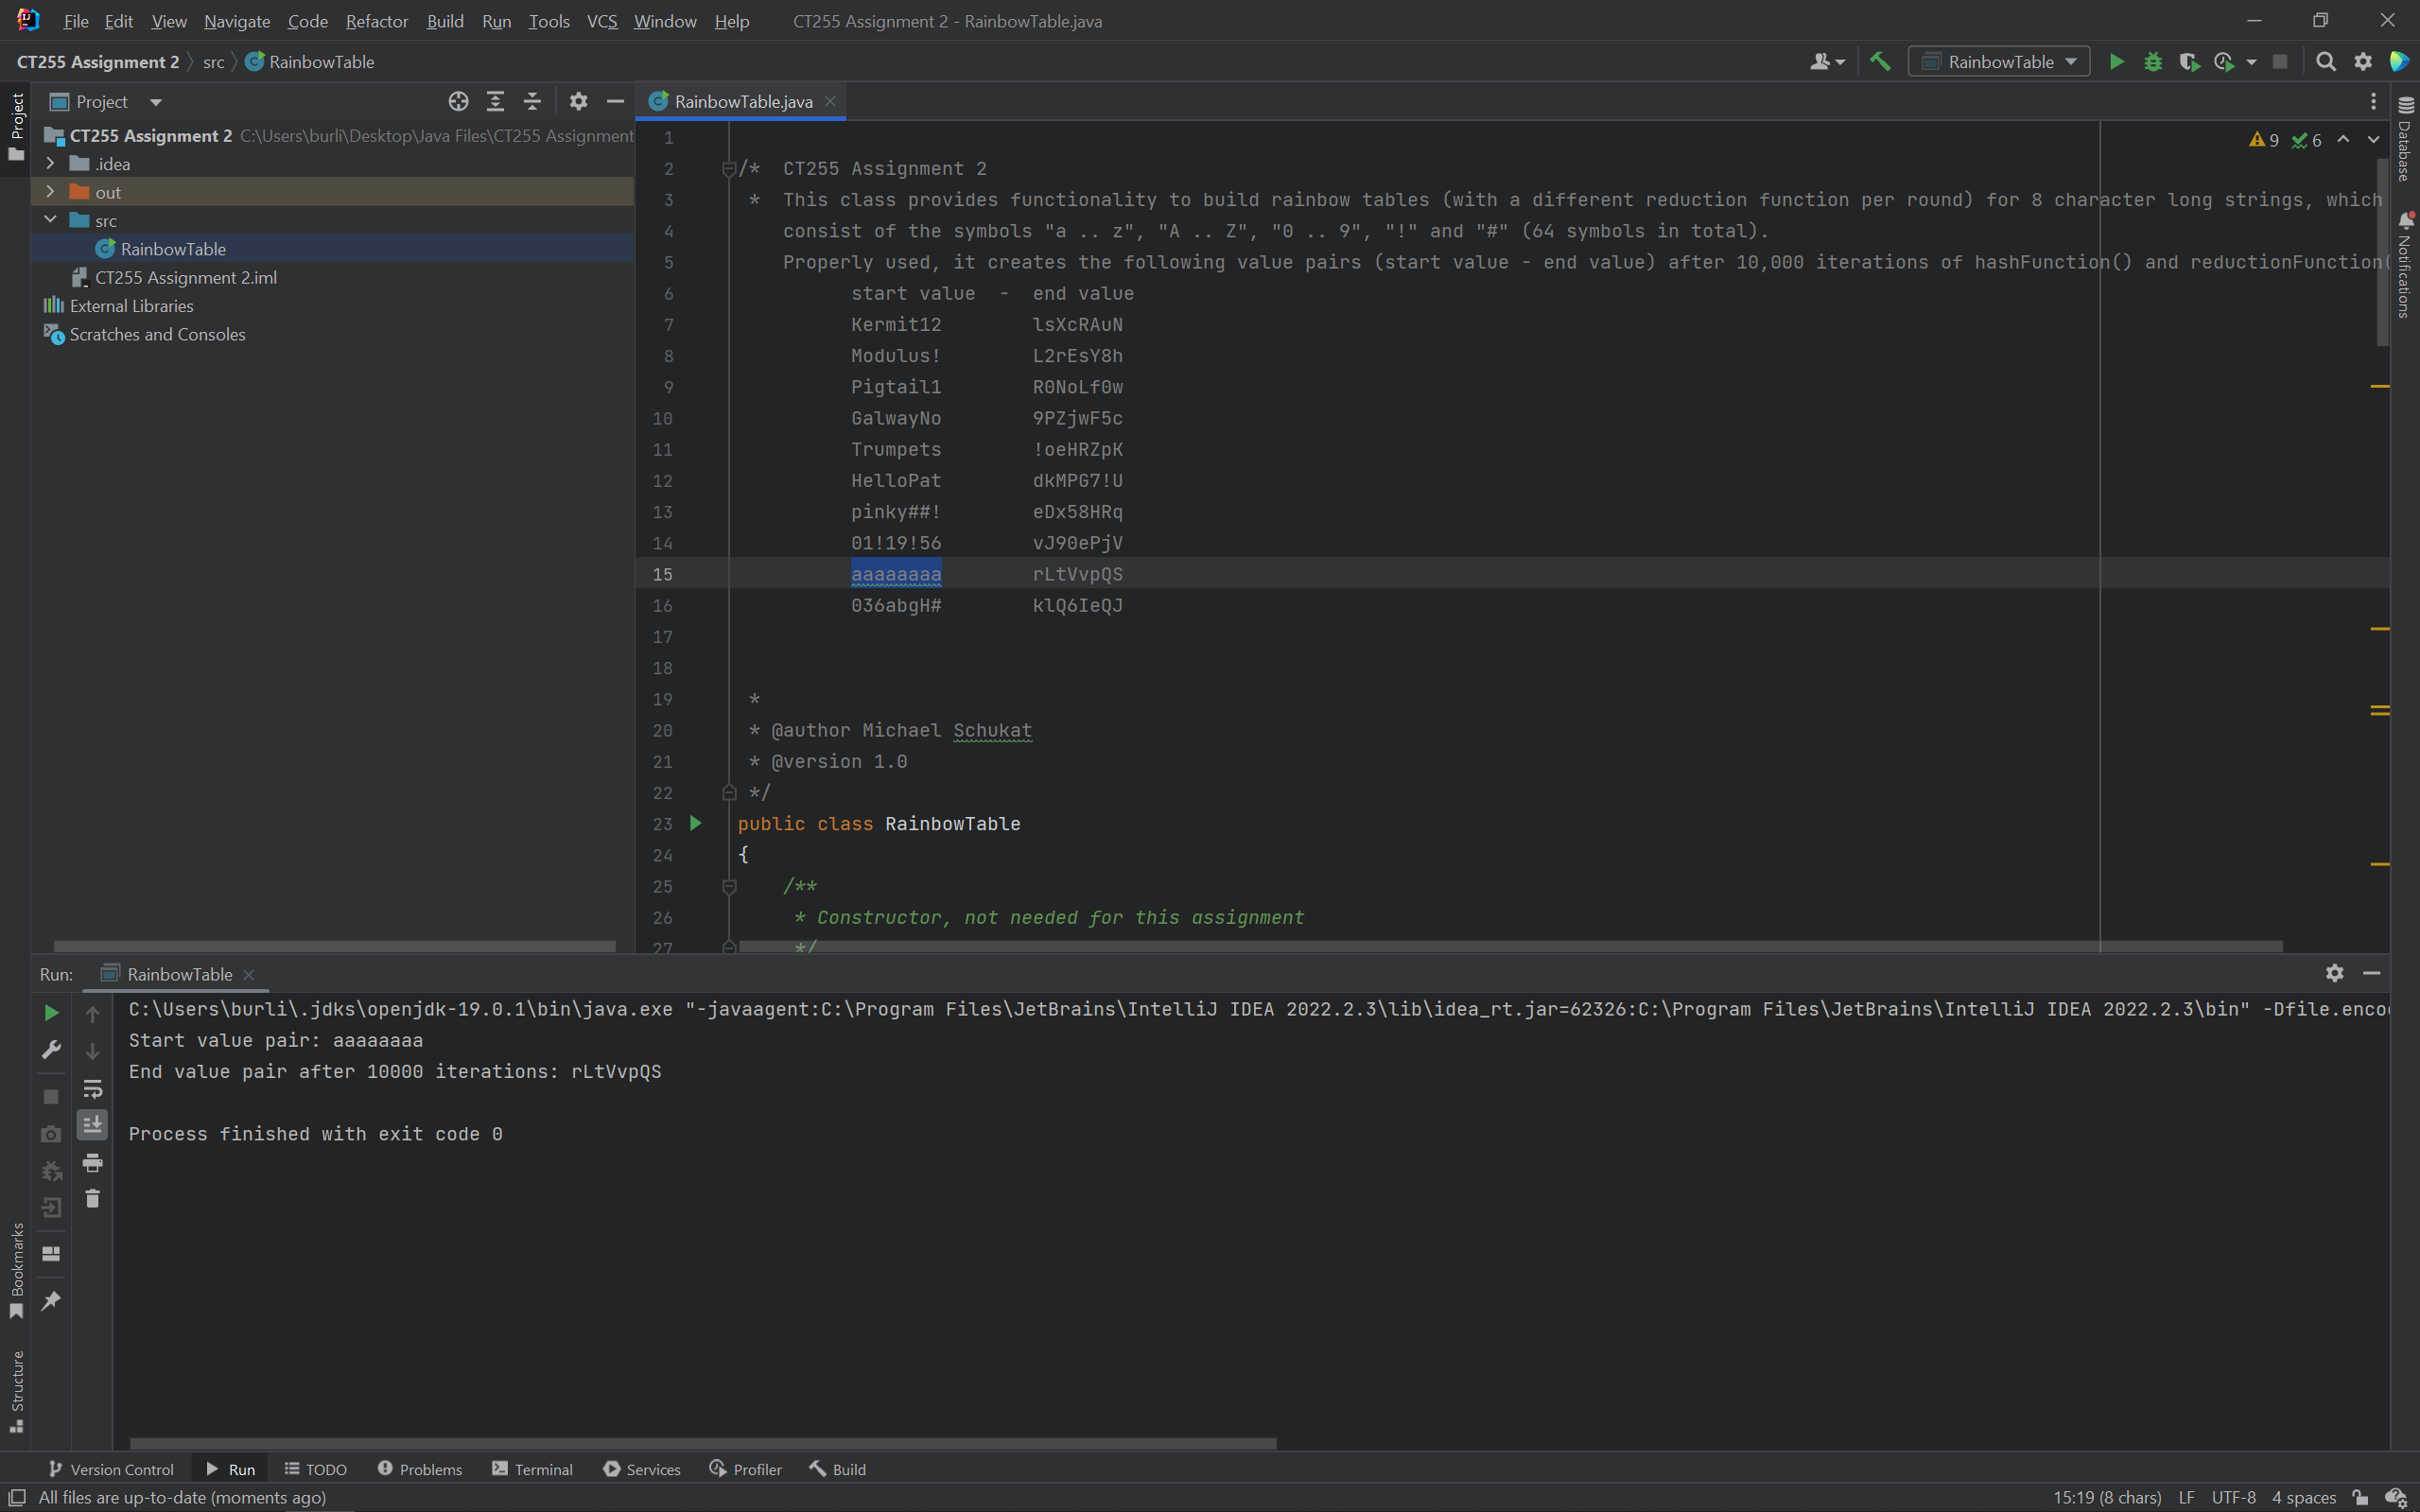 File Edit View Navigate Code Refactor Build Run Tools VCS Window Help CT255 Assignment 2 - RainbowTable.java
CT255 Assignment 2 src RainbowTable RainbowTable
Project
Project
RainbowTable.java
CT255 Assignment 2 C:\Users\burli\Desktop\Java Files\CT255 Assignment
.idea
out
src
RainbowTable
CT255 Assignment 2.iml
External Libraries
Scratches and Consoles
9 6
1
2 /* CT255 Assignment 2
3 * This class provides functionality to build rainbow tables (with a different reduction function per round) for 8 character long strings, which
4 consist of the symbols "a .. z", "A .. Z", "0 .. 9", "!" and "#" (64 symbols in total).
5 Properly used, it creates the following value pairs (start value - end value) after 10,000 iterations of hashFunction() and reductionFunction(
6 start value - end value
7 Kermit12 lsXcRAuN
8 Modulus! L2rEsY8h
9 Pigtail1 R0NoLf0w
10 GalwayNo 9PZjwF5c
11 Trumpets !oeHRZpK
12 HelloPat dkMPG7!U
13 pinky##! eDx58HRq
14 01!19!56 vJ90ePjV
15 aaaaaaaa rLtVvpQS
16 036abgH# klQ6IeQJ
17
18
19 *
20 * @author Michael Schukat
21 * @version 1.0
22 */
23 public class RainbowTable
24 {
25 /**
26 * Constructor, not needed for this assignment
27 */
Database
Notifications
Run: RainbowTable
C:\Users\burli\.jdks\openjdk-19.0.1\bin\java.exe "-javaagent:C:\Program Files\JetBrains\IntelliJ IDEA 2022.2.3\lib\idea_rt.jar=62326:C:\Program Files\JetBrains\IntelliJ IDEA 2022.2.3\bin" -Dfile.enco
Start value pair: aaaaaaaa
End value pair after 10000 iterations: rLtVvpQS
Process finished with exit code 0
Bookmarks
Structure
Version Control Run TODO Problems Terminal Services Profiler Build
All files are up-to-date (moments ago) 15:19 (8 chars) LF UTF-8 4 spaces